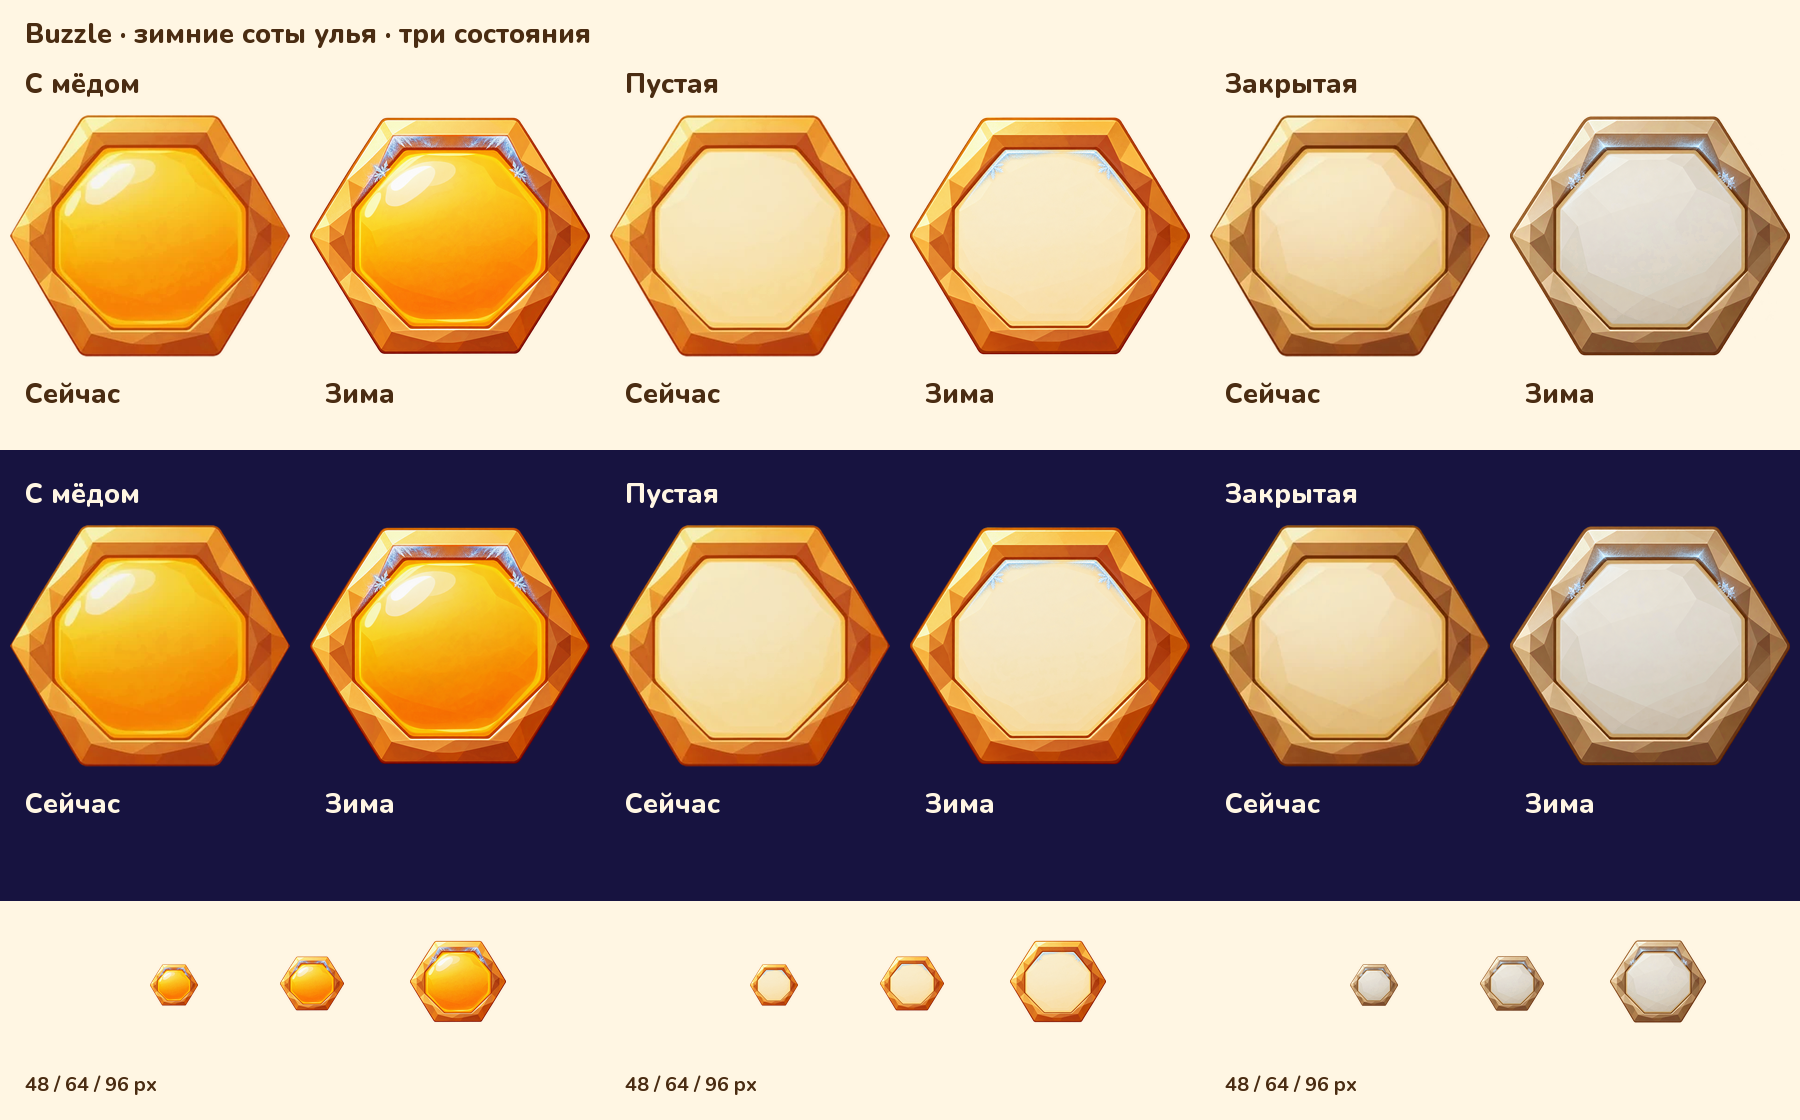 Buzzle · зимние соты улья · три состояния
С мёдом Пустая Закрытая
Сейчас Зима Сейчас Зима Сейчас Зима
С мёдом Пустая Закрытая
Сейчас Зима Сейчас Зима Сейчас Зима
48 / 64 / 96 px 48 / 64 / 96 px 48 / 64 / 96 px